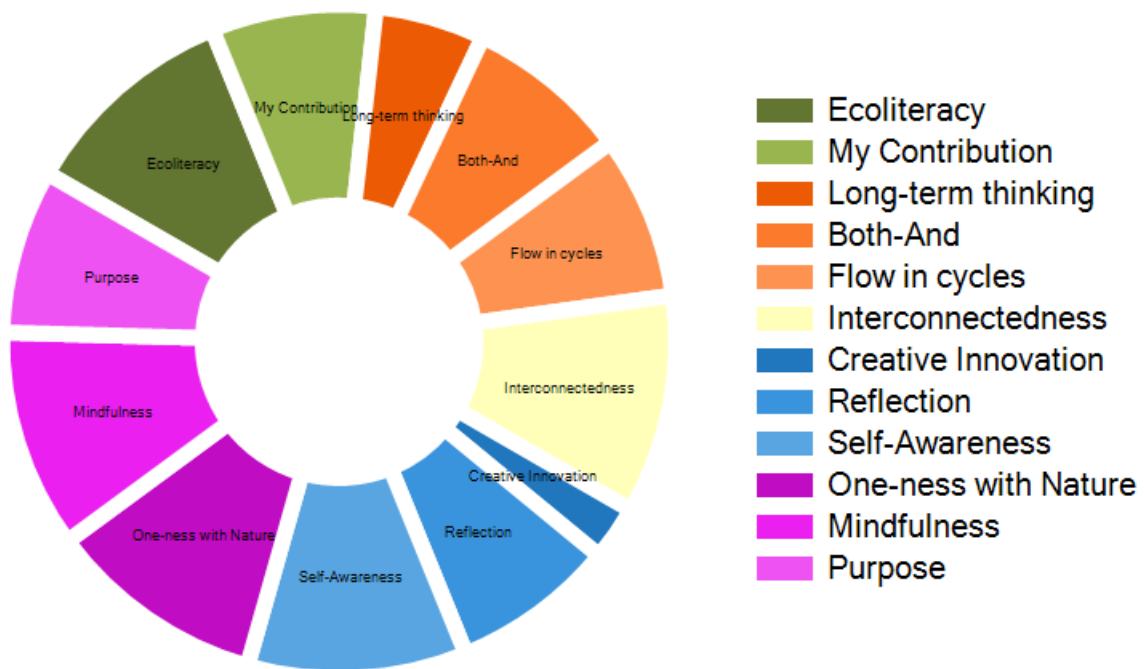 My Contribution
Long-term thinking
Ecoliteracy
Both-And
Flow in cycles
Purpose
Interconnectedness
Mindfulness
Creative Innovation
One-ness with Nature
Reflection
Self-Awareness
Ecoliteracy
My Contribution
Long-term thinking
Both-And
Flow in cycles
Interconnectedness
Creative Innovation
Reflection
Self-Awareness
One-ness with Nature
Mindfulness
Purpose